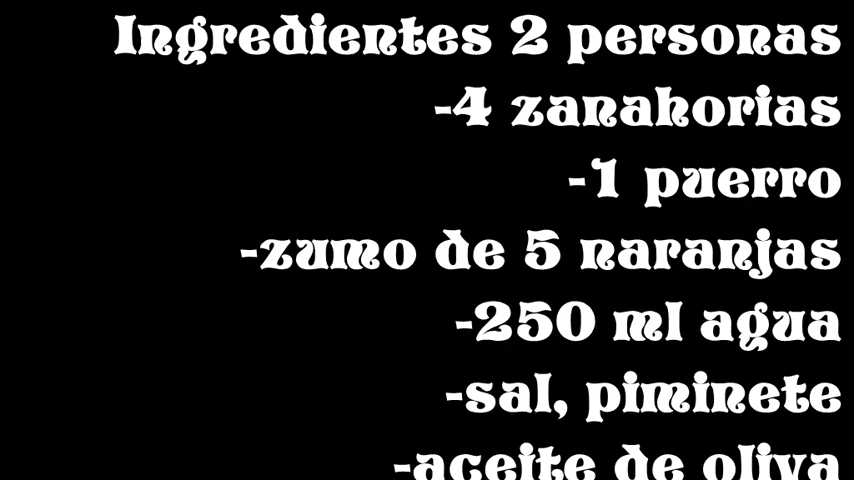 Ingredientes 2 personas
-4 zanahorias
-1 puerro
-zumo de 5 naranjas
-250 ml agua
-sal, piminete
-aceite de oliva